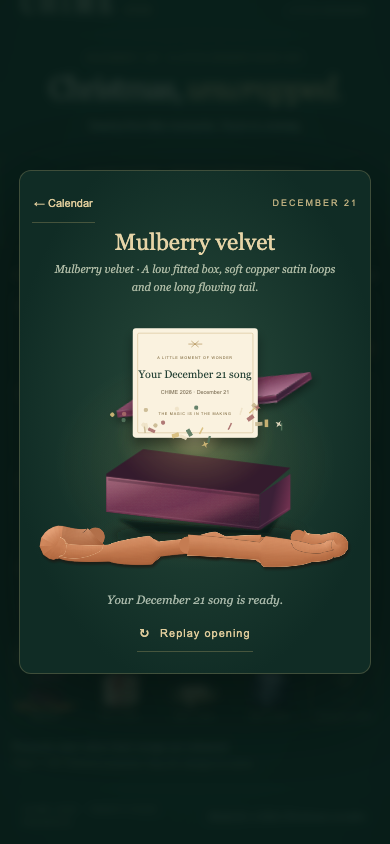 Christmas, unwrapped.
← Calendar
DECEMBER 21
Mulberry velvet
Mulberry velvet · A low fitted box, soft copper satin loops
and one long flowing tail.
A LITTLE MOMENT OF WONDER
Your December 21 song
CHIME 2026 · December 21
THE MAGIC IS IN THE MAKING
Your December 21 song is ready.
↻ Replay opening